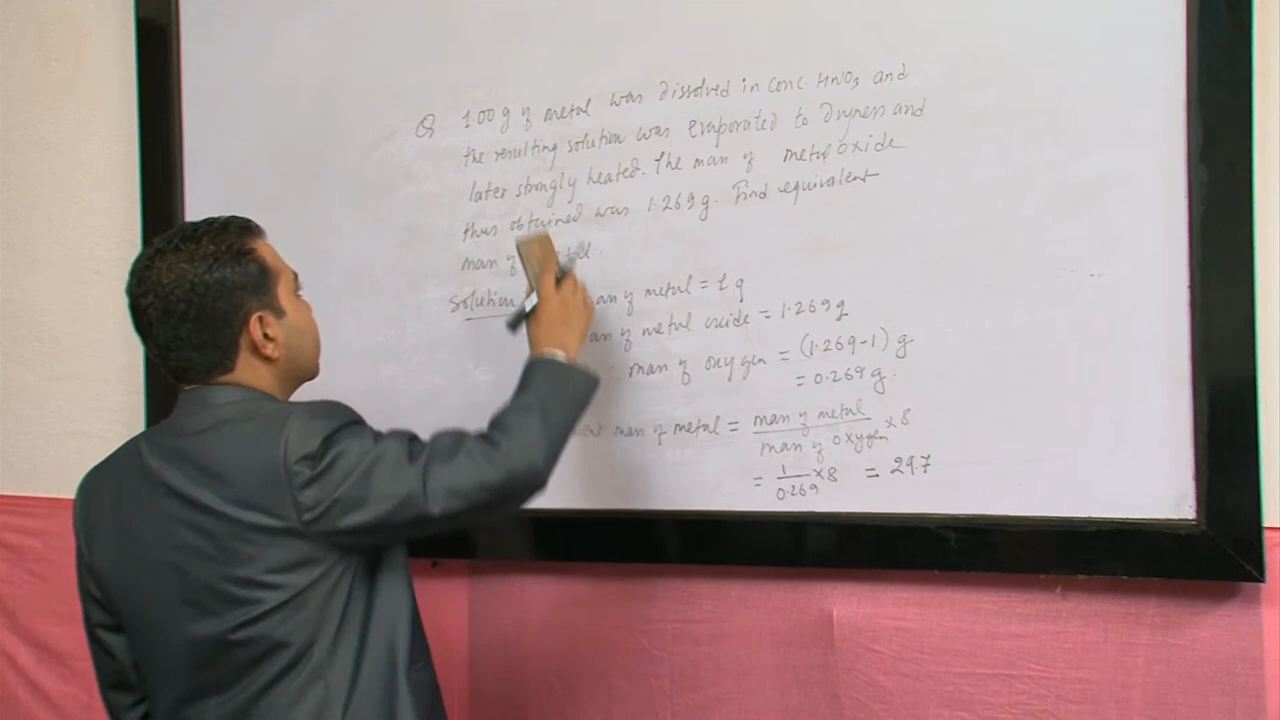 Q 1.00 g of metal was dissolved in conc. HNO₃ and
the resulting solution was evaporated to dryness and
later strongly heated. The mass of metal oxide
thus obtained was 1.269 g. Find equivalent
mass of
solution mass of metal = 1 g
mass of metal oxide = 1.269 g
∴ mass of oxygen = (1.269-1) g
= 0.269 g.
mass of metal = mass of metal / mass of oxygen × 8
= 1/0.269 × 8 = 29.7